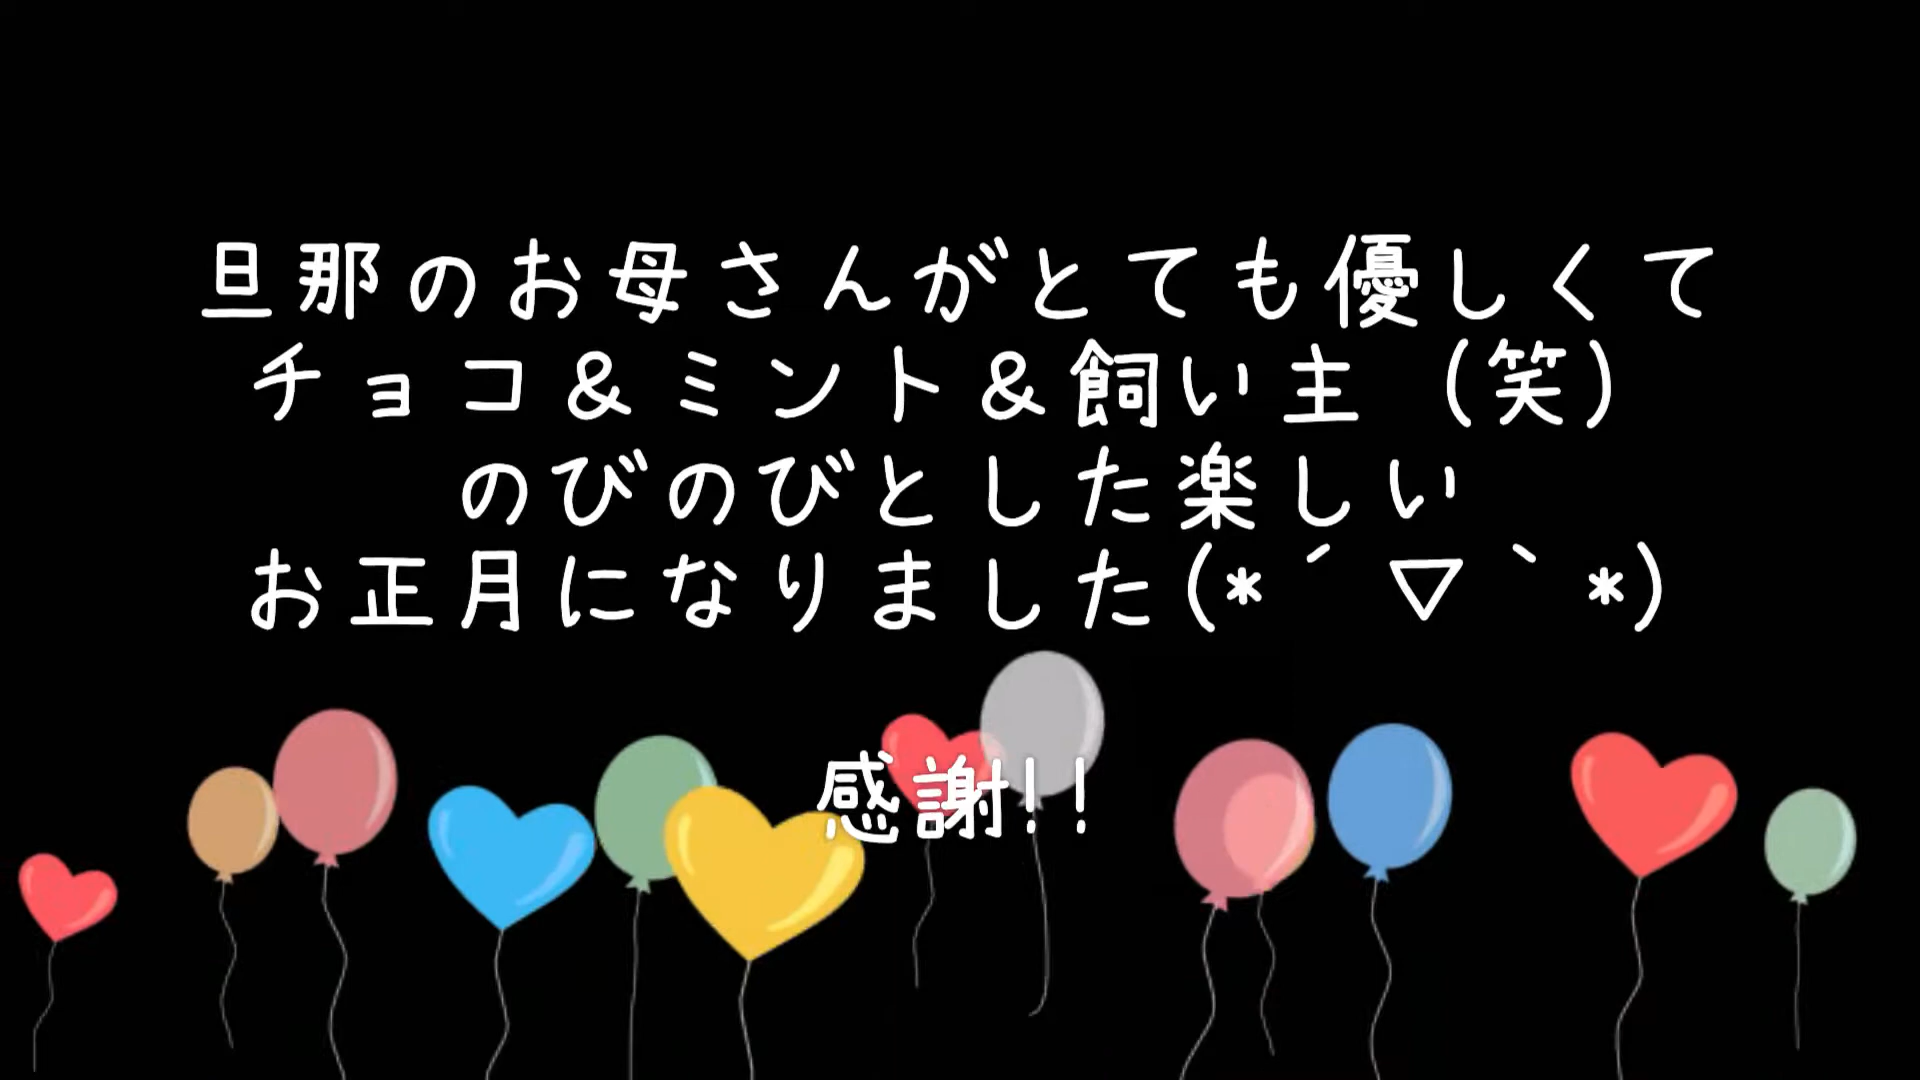 旦那のお母さんがとても優しくて
チョコ&ミント&飼い主 (笑)
のびのびとした楽しい
お正月になりました(*´▽`*)
感謝!!